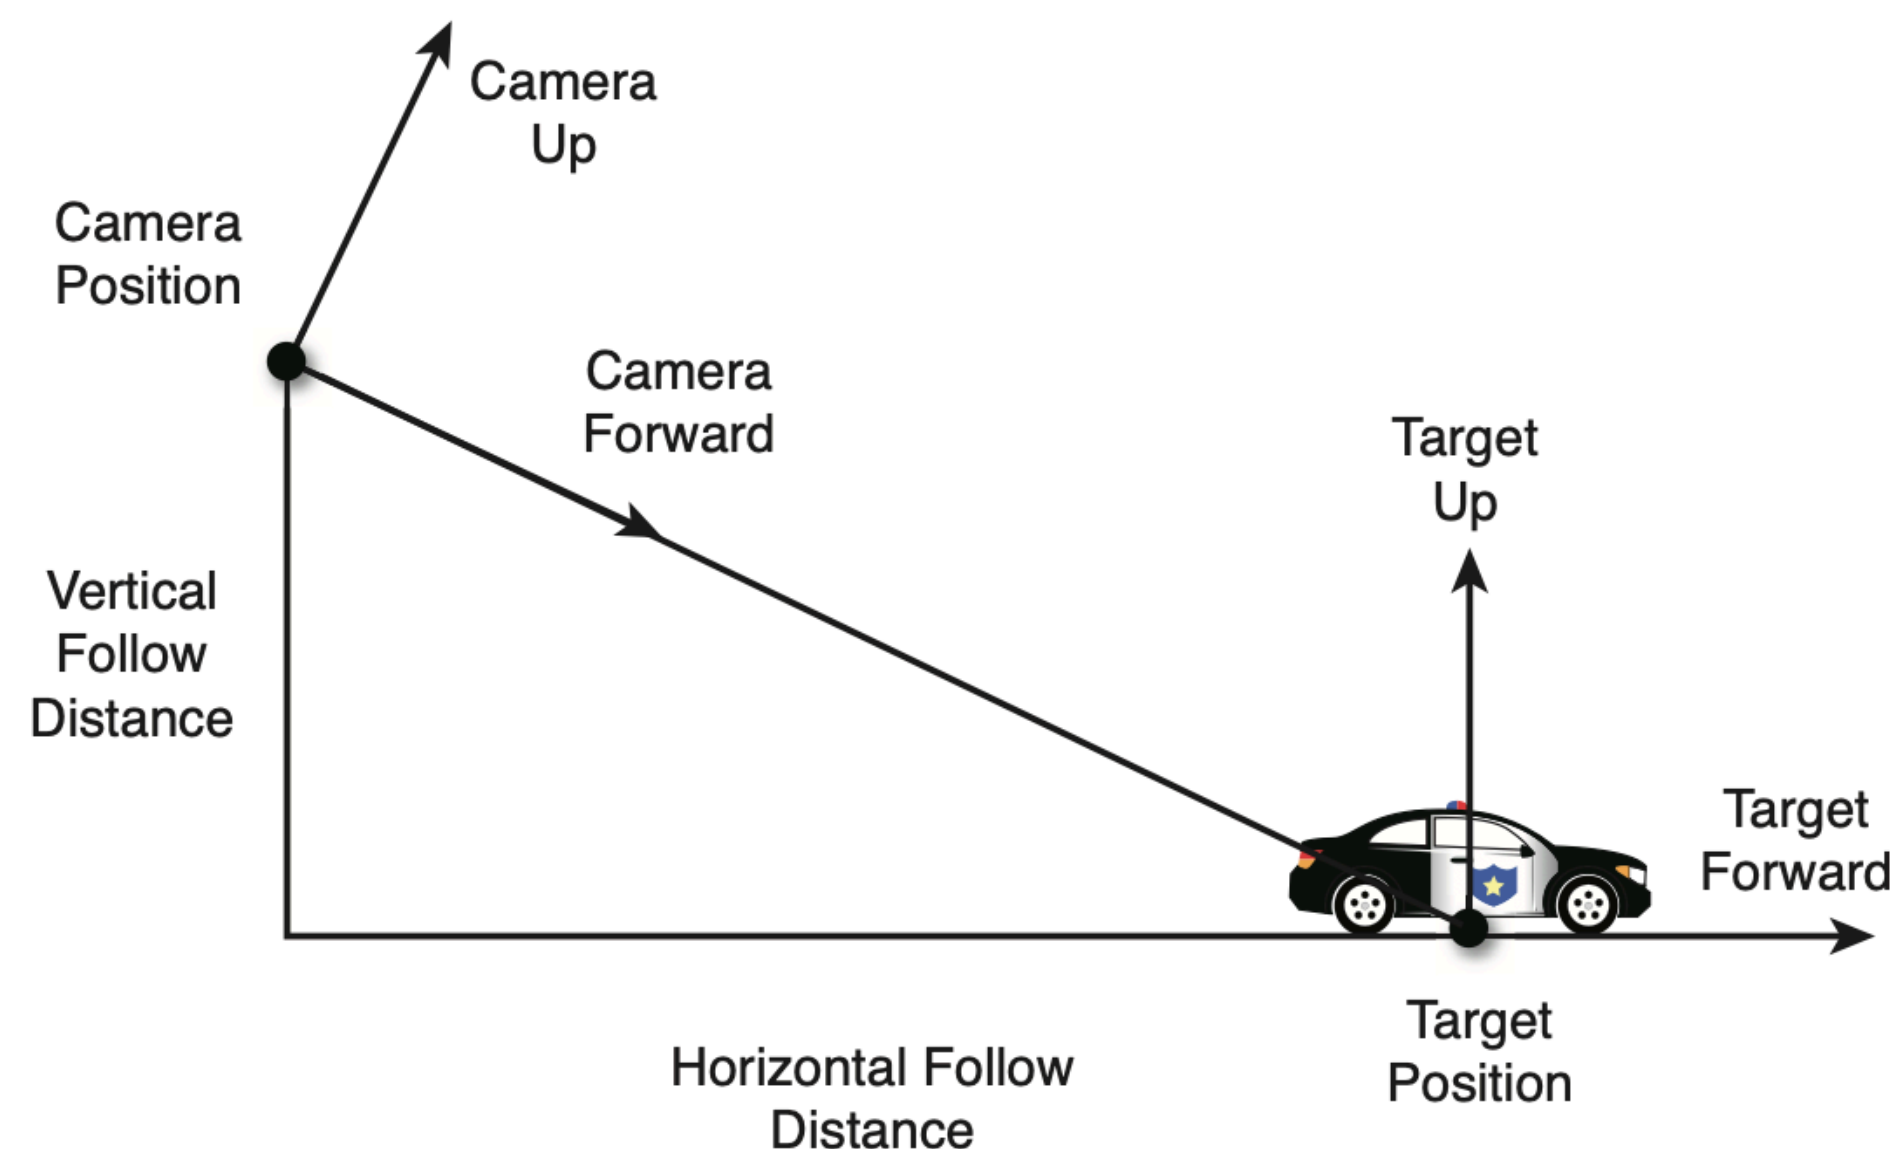 Camera
Up
Camera
Position
Camera
Forward
Target
Up
Vertical
Follow
Distance
Target
Forward
Target
Position
Horizontal Follow
Distance